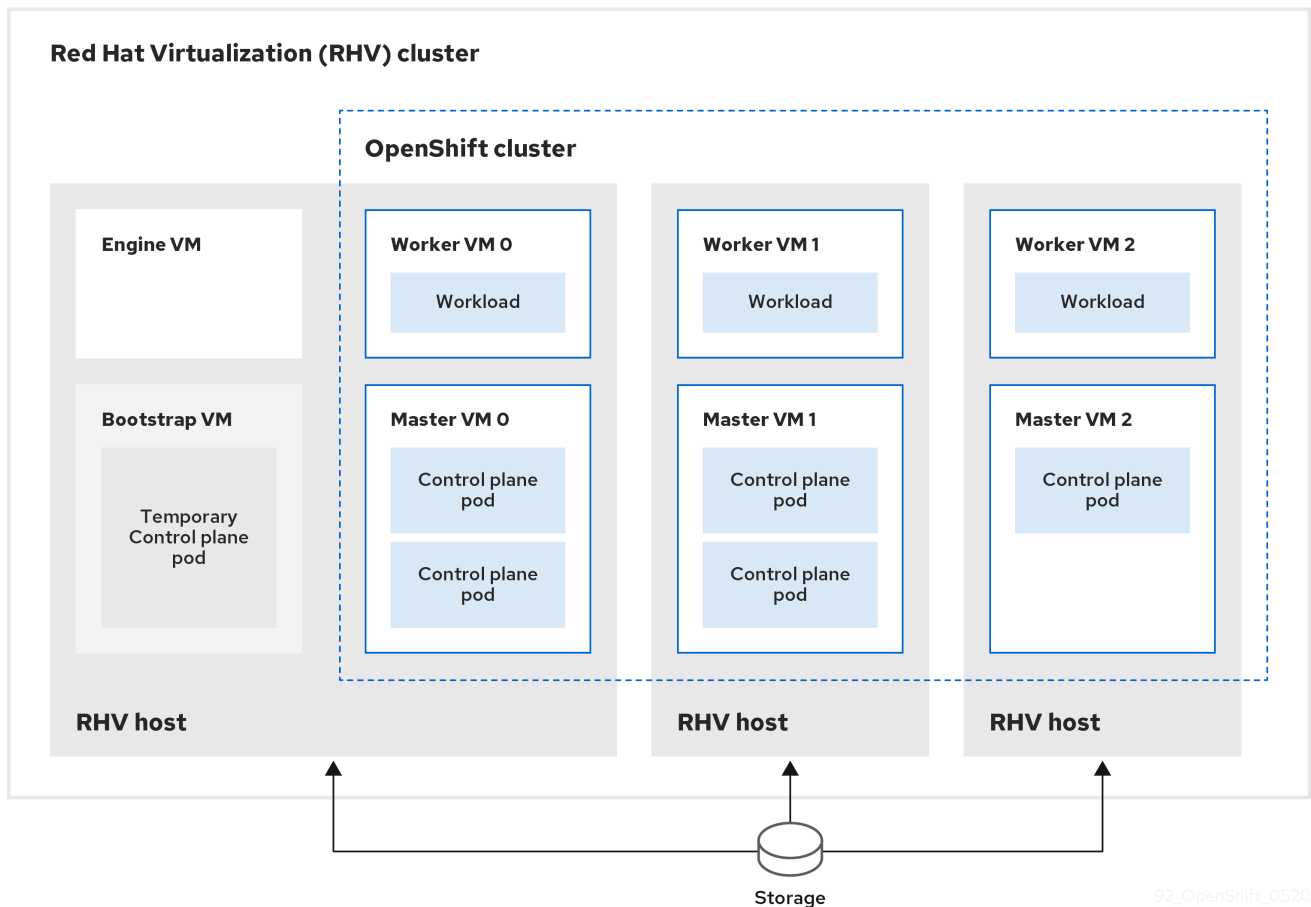 Red Hat Virtualization (RHV) cluster
OpenShift cluster
Engine VM
Worker VM 0
Workload
Worker VM 1
Workload
Worker VM 2
Workload
Bootstrap VM
Temporary
Control plane
pod
Master VM 0
Control plane
pod
Control plane
pod
Master VM 1
Control plane
pod
Control plane
pod
Master VM 2
Control plane
pod
RHV host
RHV host
RHV host
Storage
92_OpenShift_0520